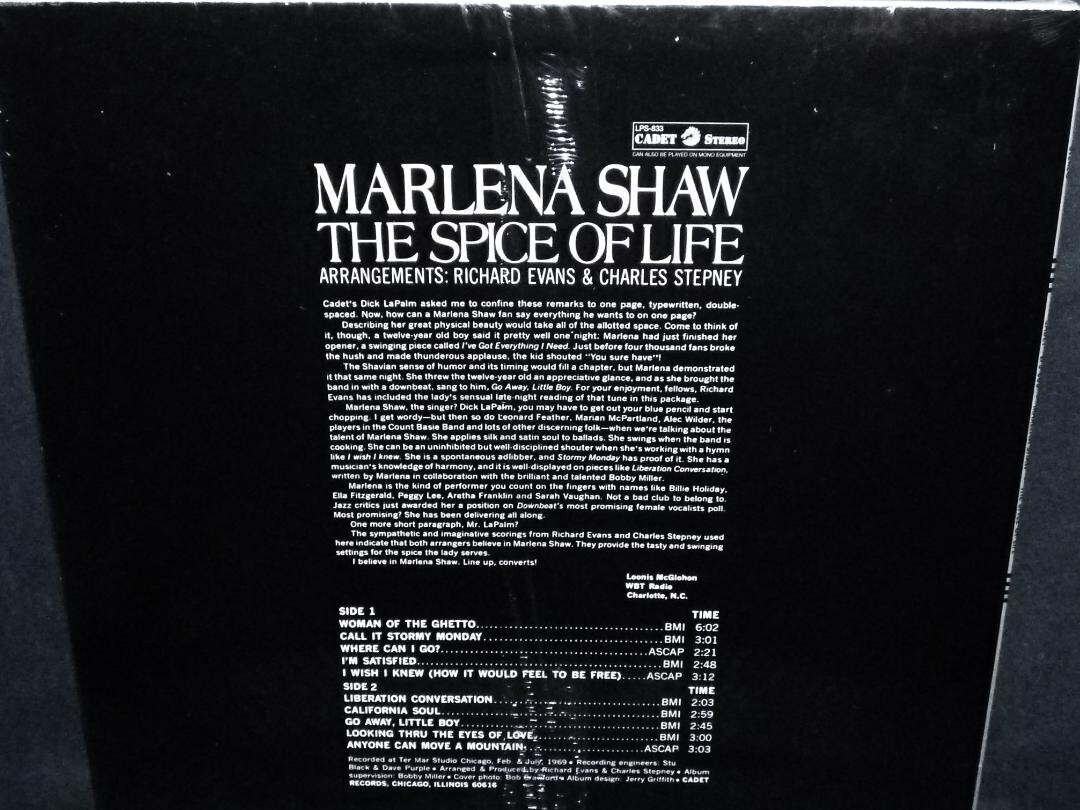 LPS-833
CADET STEREO
CAN ALSO BE PLAYED ON MONO EQUIPMENT
MARLENA SHAW
THE SPICE OF LIFE
ARRANGEMENTS: RICHARD EVANS & CHARLES STEPNEY
Cadet's Dick LaPalm asked me to confine these remarks to one page, typewritten, double-
spaced. Now, how can a Marlena Shaw fan say everything he wants to on one page?
Describing her great physical beauty would take all of the allotted space. Come to think of
it, though, a twelve-year old boy said it pretty well one night: Marlena had just finished her
opener, a swinging piece called I've Got Everything I Need. Just before four thousand fans broke
the hush and made thunderous applause, the kid shouted "You sure have"!
The Shavian sense of humor and its timing would fill a chapter, but Marlena demonstrated
it that same night. She threw the twelve-year old an appreciative glance, and as she brought the
band in with a downbeat, sang to him, Go Away, Little Boy. For your enjoyment, fellows, Richard
Evans has included the lady's sensual late-night reading of that tune in this package.
Marlena Shaw, the singer? Dick LaPalm, you may have to get out your blue pencil and start
chopping. I get wordy—but then so do Leonard Feather, Marian McPartland, Alec Wilder, the
players in the Count Basie Band and lots of other discerning folk—when we're talking about the
talent of Marlena Shaw. She applies silk and satin soul to ballads. She swings when the band is
cooking. She can be an uninhibited but well-disciplined shouter when she's working with a hymn
like I wish I knew. She is a spontaneous adlibber, and Stormy Monday has proof of it. She has a
musician's knowledge of harmony, and it is well-displayed on pieces like Liberation Conversation,
written by Marlena in collaboration with the brilliant and talented Bobby Miller.
Marlena is the kind of performer you count on the fingers with names like Billie Holiday,
Ella Fitzgerald, Peggy Lee, Aretha Franklin and Sarah Vaughan. Not a bad club to belong to.
Jazz critics just awarded her a position on Downbeat's most promising female vocalists poll.
Most promising? She has been delivering all along.
One more short paragraph, Mr. LaPalm?
The sympathetic and imaginative scorings from Richard Evans and Charles Stepney used
here indicate that both arrangers believe in Marlena Shaw. They provide the tasty and swinging
settings for the spice the lady serves.
I believe in Marlena Shaw. Line up, converts!
Loonis McGlohon
WBT Radio
Charlotte, N.C.
SIDE 1 TIME
WOMAN OF THE GHETTO BMI 6:02
CALL IT STORMY MONDAY BMI 3:01
WHERE CAN I GO? ASCAP 2:21
I'M SATISFIED BMI 2:48
I WISH I KNEW (HOW IT WOULD FEEL TO BE FREE) ASCAP 3:12
SIDE 2 TIME
LIBERATION CONVERSATION BMI 2:03
CALIFORNIA SOUL BMI 2:59
GO AWAY, LITTLE BOY BMI 2:45
LOOKING THRU THE EYES OF LOVE BMI 3:00
ANYONE CAN MOVE A MOUNTAIN ASCAP 3:03
Recorded at Ter Mar Studio Chicago, Feb. & July, 1969 • Recording engineers: Stu
Black & Dave Purple • Arranged & Produced by Richard Evans & Charles Stepney • Album
supervision: Bobby Miller • Cover photo: Bob • Album design: Jerry Griffith • CADET
RECORDS, CHICAGO, ILLINOIS 60616